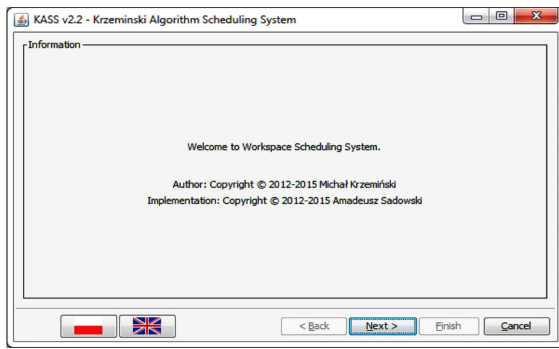 KASS v2.2 - Krzeminski Algorithm Scheduling System
Information
Welcome to Workspace Scheduling System.
Author: Copyright © 2012-2015 Michał Krzemiński
Implementation: Copyright © 2012-2015 Amadeusz Sadowski
< Back Next > Finish Cancel